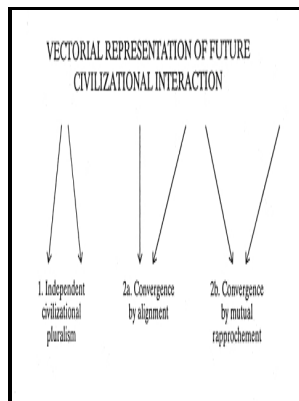 VECTORIAL REPRESENTATION OF FUTURE
CIVILIZATIONAL INTERACTION
1. Independent
civilizational
pluralism
2a. Convergence
by alignment
2b. Convergence
by mutual
rapprochement